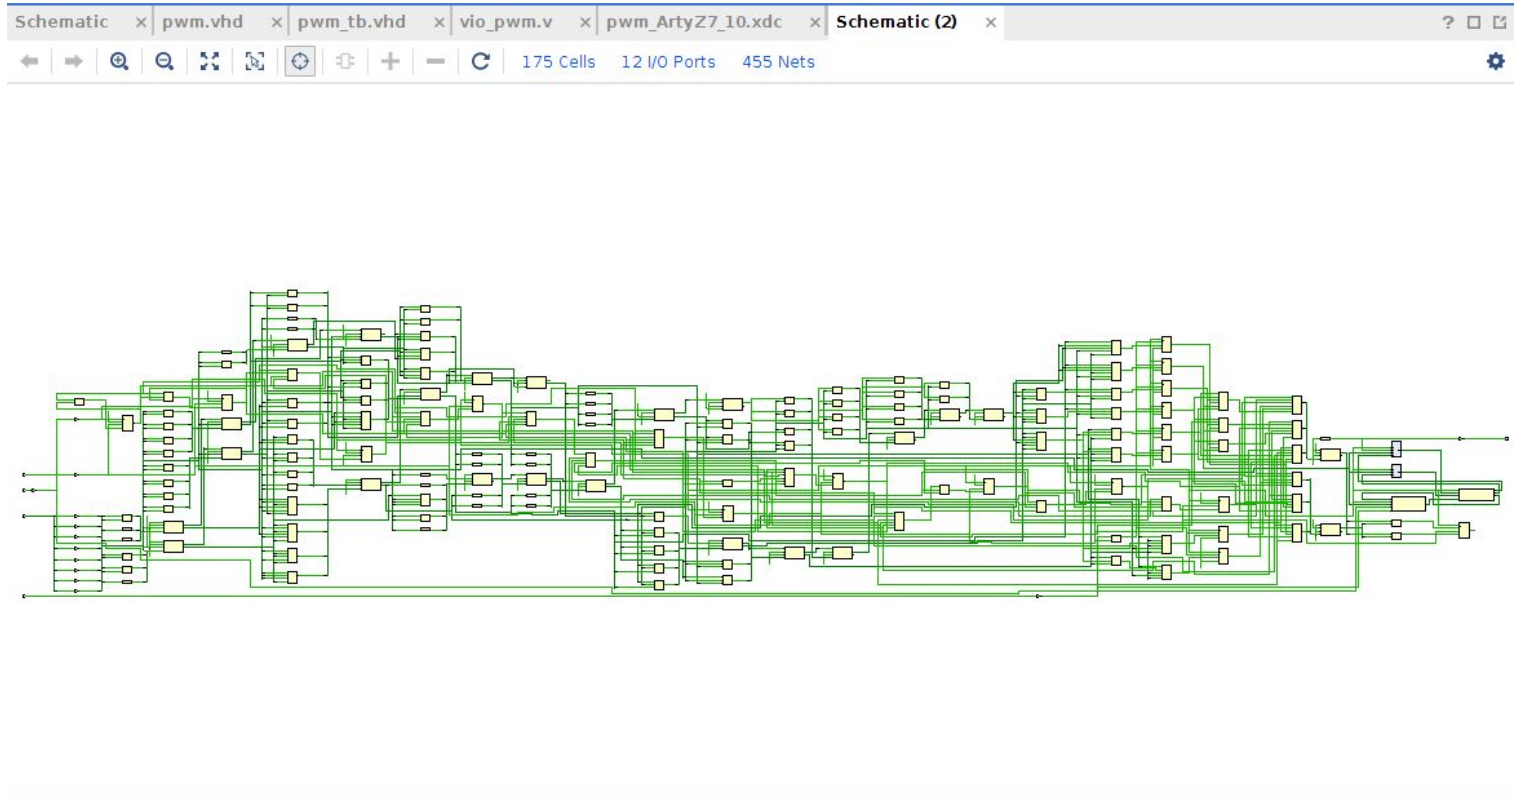 Schematic × pwm.vhd × pwm_tb.vhd × vio_pwm.v × pwm_ArtyZ7_10.xdc × Schematic (2) × ?
175 Cells 12 I/O Ports 455 Nets